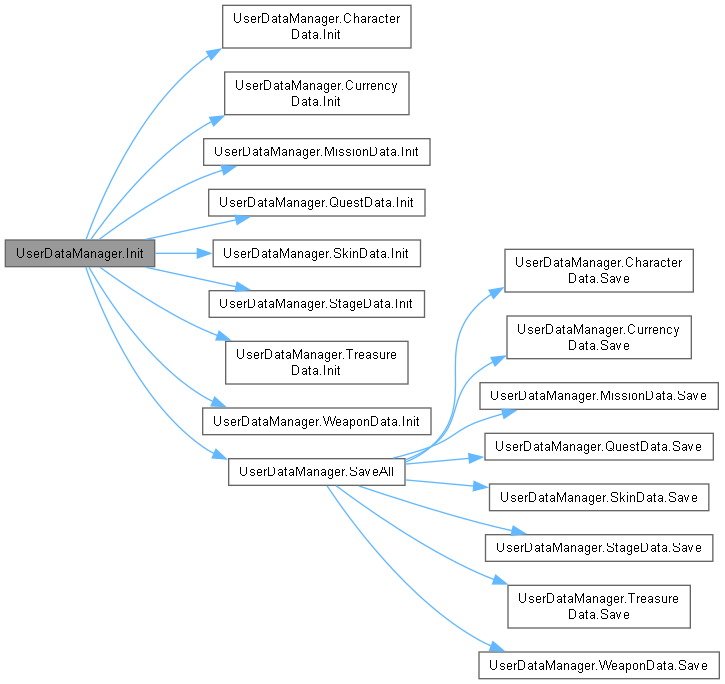 UserDataManager.Character
Data.Init
UserDataManager.Currency
Data.Init
UserDataManager.MissionData.Init
UserDataManager.QuestData.Init
UserDataManager.Init
UserDataManager.SkinData.Init
UserDataManager.StageData.Init
UserDataManager.Treasure
Data.Init
UserDataManager.WeaponData.Init
UserDataManager.SaveAll
UserDataManager.Character
Data.Save
UserDataManager.Currency
Data.Save
UserDataManager.MissionData.Save
UserDataManager.QuestData.Save
UserDataManager.SkinData.Save
UserDataManager.StageData.Save
UserDataManager.Treasure
Data.Save
UserDataManager.WeaponData.Save